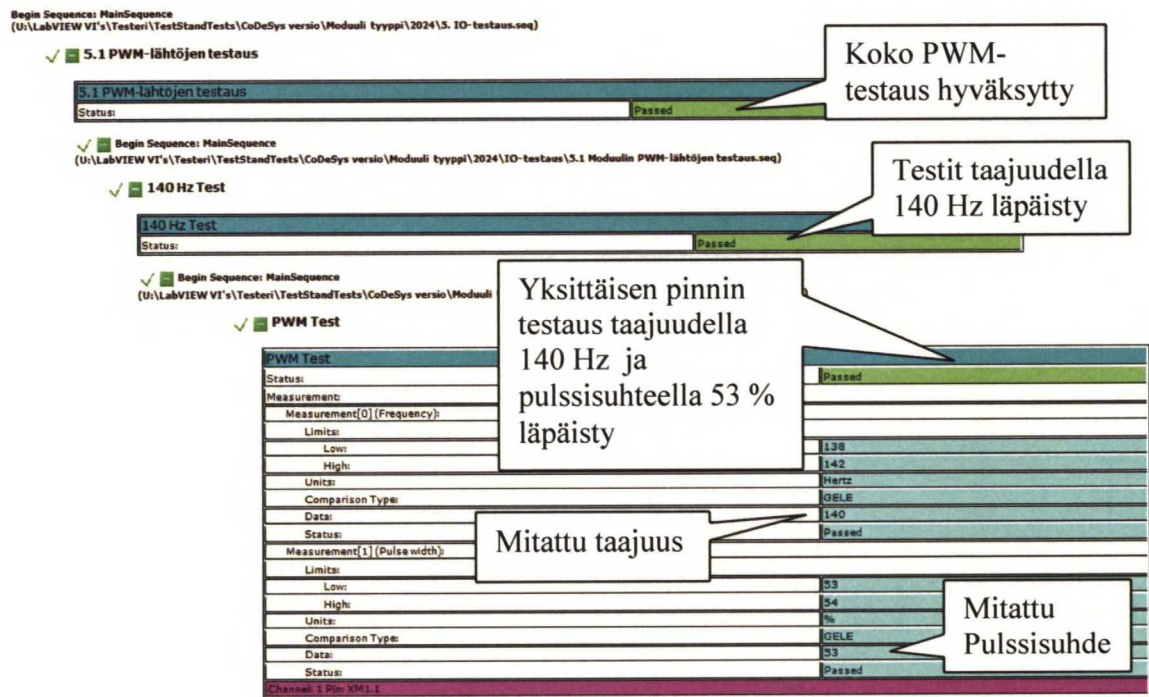 Begin Sequence: MainSequence
(U:\LabVIEW VI's\Testeri\TestStandTests\CoDeSys versio\Moduuli tyyppi\2024\5. IO-testaus.seq)
5.1 PWM-lähtöjen testaus
Koko PWM-
testaus hyväksytty
5.1 PWM-lähtöjen testaus
Status: Passed
Begin Sequence: MainSequence
(U:\LabVIEW VI's\Testeri\TestStandTests\CoDeSys versio\Moduuli tyyppi\2024\IO-testaus\5.1 Moduulin PWM-lähtöjen testaus.seq)
140 Hz Test
Testit taajuudella
140 Hz läpäisty
140 Hz Test
Status: Passed
Begin Sequence: MainSequence
(U:\LabVIEW VI's\Testeri\TestStandTests\CoDeSys versio\Moduuli
Yksittäisen pinnin
testaus taajuudella
140 Hz ja
pulssisuhteella 53 %
läpäisty
PWM Test
PWM Test
Status: Passed
Measurement:
Measurement[0] (Frequency):
Limits:
Low: 138
High: 142
Units: Hertz
Comparison Type: GELE
Data: 140
Status: Passed
Mitattu taajuus
Measurement[1] (Pulse width):
Limits:
Low: 53
High: 54
Units: %
Comparison Type: GELE
Data: 53
Status: Passed
Mitattu
Pulssisuhde
Channel: 1 Pin: XM1.1